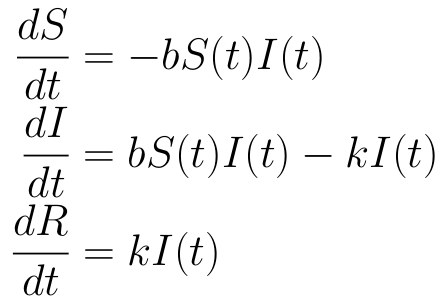 dS/dt = −bS(t)I(t)
dI/dt = bS(t)I(t) − kI(t)
dR/dt = kI(t)